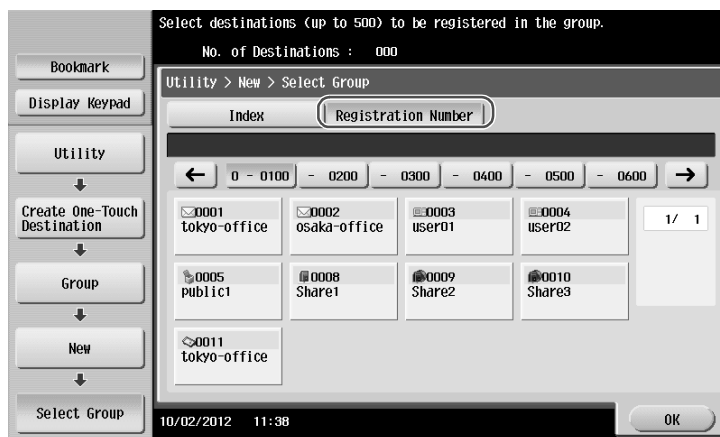 Select destinations (up to 500) to be registered in the group.
No. of Destinations : 000
Bookmark
Display Keypad
Utility
Create One-Touch
Destination
Group
New
Select Group
Utility > New > Select Group
Index
Registration Number
← 0 - 0100 - 0200 - 0300 - 0400 - 0500 - 0600 →
0001
tokyo-office
0002
osaka-office
0003
user01
0004
user02
1/ 1
0005
public1
0008
Share1
0009
Share2
0010
Share3
0011
tokyo-office
10/02/2012 11:38
OK